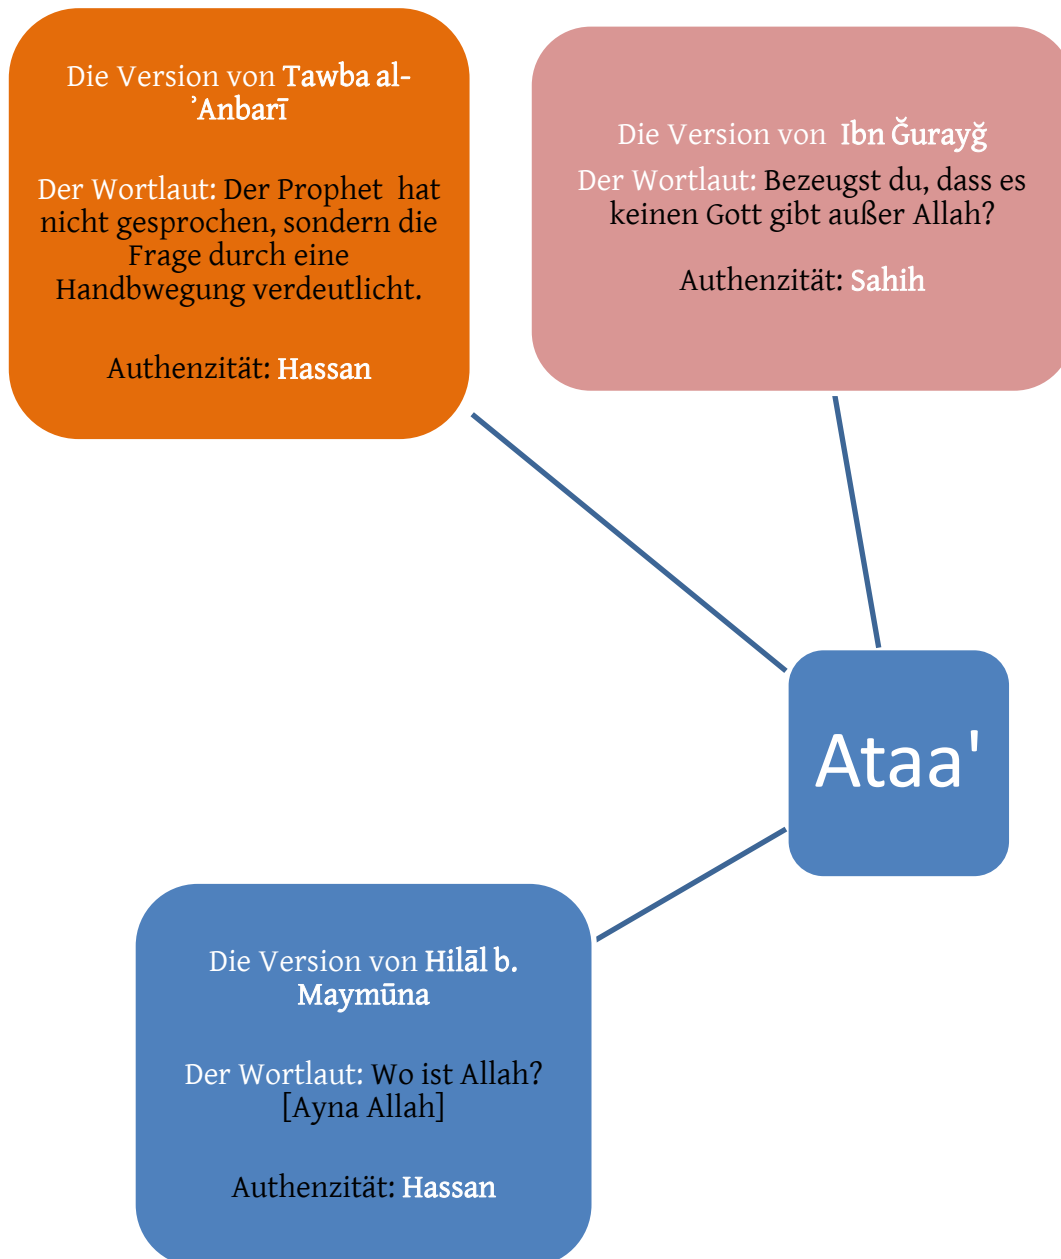 Die Version von Tawba al-
ʾAnbarī
Der Wortlaut: Der Prophet hat
nicht gesprochen, sondern die
Frage durch eine
Handbwegung verdeutlicht.
Authenzität: Hassan
Die Version von Ibn Ğurayğ
Der Wortlaut: Bezeugst du, dass es
keinen Gott gibt außer Allah?
Authenzität: Sahih
Ataa'
Die Version von Hilāl b.
Maymūna
Der Wortlaut: Wo ist Allah?
[Ayna Allah]
Authenzität: Hassan